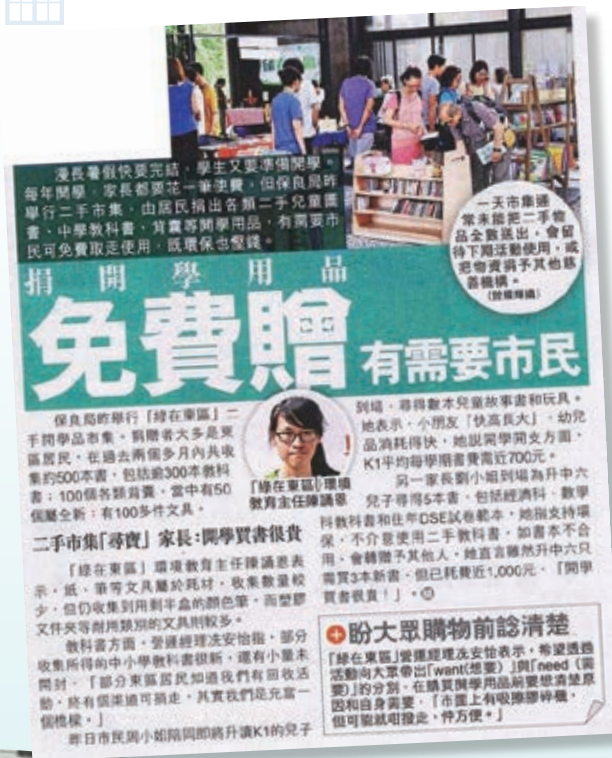 漫長暑假快要完結，學生又要準備開學。
每年開學，家長都要花一筆使費，但保良局昨
舉行二手市集，由居民捐出各類二手兒童圖
書、中學教科書、背囊等開學用品，有需要市
民可免費取走使用，既環保也慳錢。
一天市集通
常未能把二手物
品全數送出，會留
待下期活動使用，或
把物資捐予其他慈
善機構。
捐開學用品
免費贈 有需要市民
保良局昨舉行「綠在東區」二
手開學品市集，捐贈者大多是東
區居民，在過去兩個多月內共收
集約500本書，包括逾300本教科
書；100個各類背囊，當中有50
個屬全新；有100多件文具。
「綠在東區」環境
教育主任陳誦恩
二手市集「尋寶」 家長：開學買書很貴
「綠在東區」環境教育主任陳誦恩表
示，紙、筆等文具屬於耗材，收集數量較
少，但仍收集到用剩半盒的顏色筆，而塑膠
文件夾等耐用類別的文具則較多。
教科書方面，營運經理冼安怡指，部分
收集所得的中小學教科書很新，還有小量未
開封，「部分東區居民知道我們有回收活
動，終有個渠道可捐走，其實我們是充當一
個橋樑。」
昨日市民周小姐陪同即將升讀K1的兒子
到場，尋得數本兒童故事書和玩具。
她表示，小朋友「快高長大」，幼兒
品消耗得快，她說開學開支方面，
K1平均每學期書費需近700元。
另一家長劉小姐到場為升中六
兒子尋得5本書，包括經濟科、數學
科教科書和往年DSE試卷範本，她指支持環
保，不介意使用二手教科書，如書本不合
用，會轉贈予其他人，她直言雖然升中六只
需買3本新書，但已耗費近1,000元，「開學
買書很貴！」。
盼大眾購物前諗清楚
「綠在東區」營運經理冼安怡表示，希望透過
活動向大眾帶出「want（想要）」與「need（需
要）」的分別，在購買開學用品前要想清楚原
因和自身需要，「市面上有吸擦膠碎機，
但可能就咁撥走，件方便。」